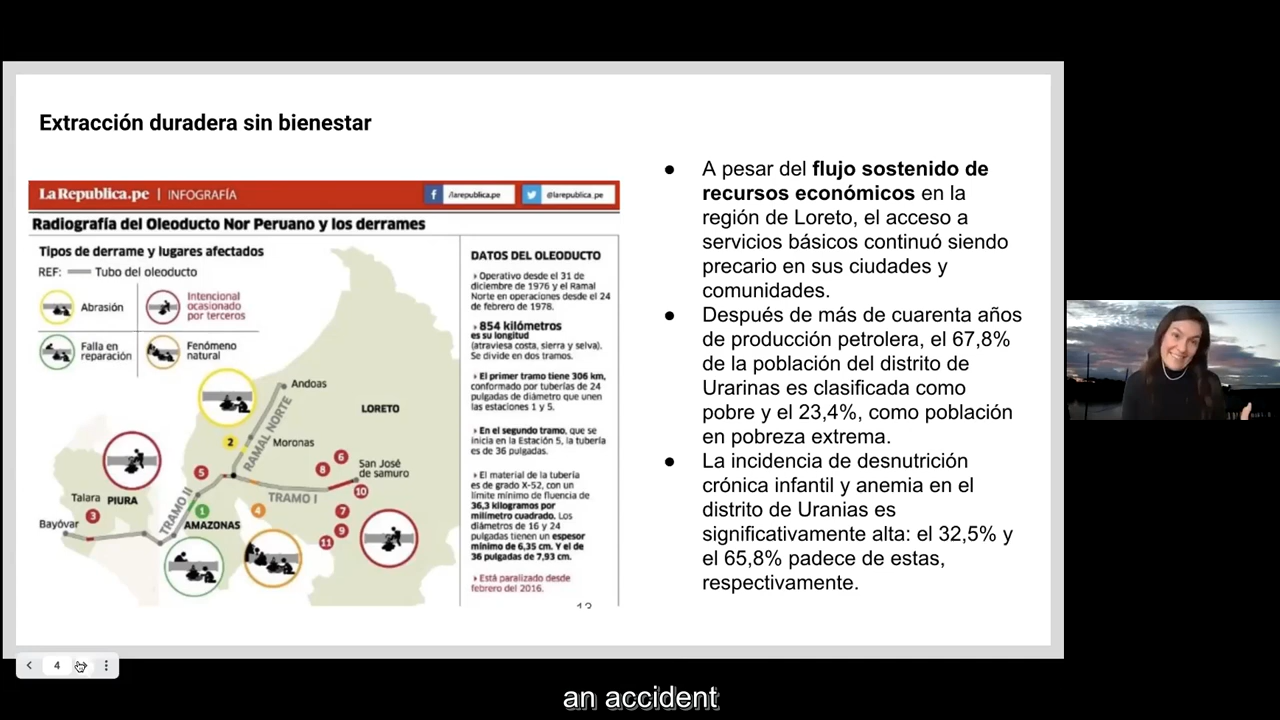 Extracción duradera sin bienestar
LaRepublica.pe | INFOGRAFÍA
f /larepublica.pe
@larepublica_pe
Radiografía del Oleoducto Nor Peruano y los derrames
Tipos de derrame y lugares afectados
REF: Tubo del oleoducto
Abrasión
Intencional
ocasionado
por terceros
Falla en
reparación
Fenómeno
natural
Andoas
LORETO
RAMAL NORTE
2
Moronas
6
8
5
San José
de samuro
10
TRAMO I
Talara
PIURA
3
TRAMO II
1
4
7
Bayóvar
AMAZONAS
9
11
DATOS DEL OLEODUCTO
Operativo desde el 31 de
diciembre de 1976 y el Ramal
Norte en operaciones desde el 24
de febrero de 1978.
854 kilómetros
es su longitud
(atraviesa costa, sierra y selva).
Se divide en dos tramos.
El primer tramo tiene 306 km,
conformado por tuberías de 24
pulgadas de diámetro que unen
las estaciones 1 y 5.
En el segundo tramo, que se
inicia en la Estación 5, la tubería
es de 36 pulgadas.
El material de la tubería
es de grado X-52, con un
límite mínimo de fluencia de
36,3 kilogramos por
milímetro cuadrado. Los
diámetros de 16 y 24
pulgadas tienen un espesor
mínimo de 6,35 cm. Y el de
36 pulgadas de 7,93 cm.
Está paralizado desde
febrero del 2016.
● A pesar del flujo sostenido de
recursos económicos en la
región de Loreto, el acceso a
servicios básicos continuó siendo
precario en sus ciudades y
comunidades.
● Después de más de cuarenta años
de producción petrolera, el 67,8%
de la población del distrito de
Urarinas es clasificada como
pobre y el 23,4%, como población
en pobreza extrema.
● La incidencia de desnutrición
crónica infantil y anemia en el
distrito de Uranias es
significativamente alta: el 32,5% y
el 65,8% padece de estas,
respectivamente.
4
an accident